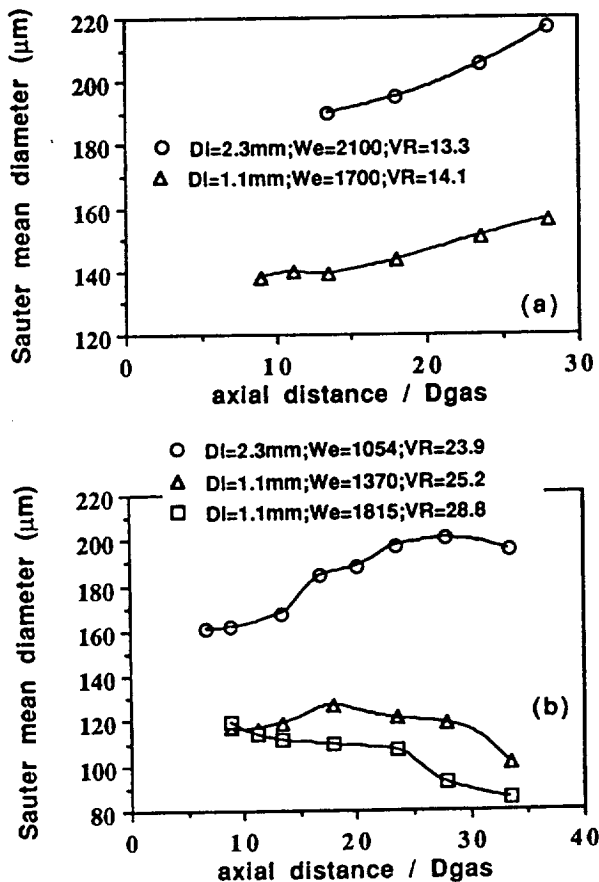 220
200
180
160
140
120
Sauter mean diameter (μm)
Dl=2.3mm;We=2100;VR=13.3
Dl=1.1mm;We=1700;VR=14.1
(a)
0 10 20 30
axial distance / Dgas
Dl=2.3mm;We=1054;VR=23.9
Dl=1.1mm;We=1370;VR=25.2
Dl=1.1mm;We=1815;VR=28.8
220
200
180
160
140
120
100
80
Sauter mean diameter (μm)
(b)
0 10 20 30 40
axial distance / Dgas